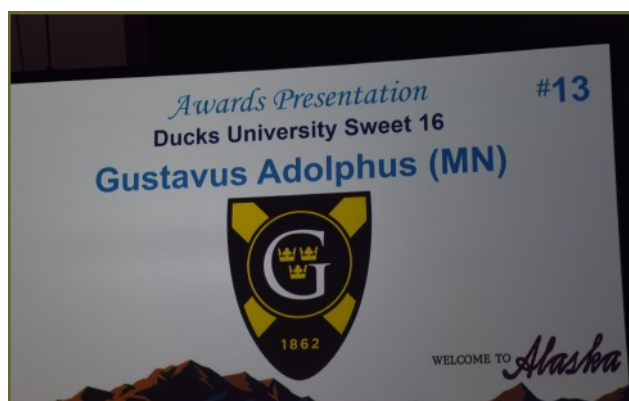 Awards Presentation
#13
Ducks University Sweet 16
Gustavus Adolphus (MN)
G
1862
WELCOME TO Alaska